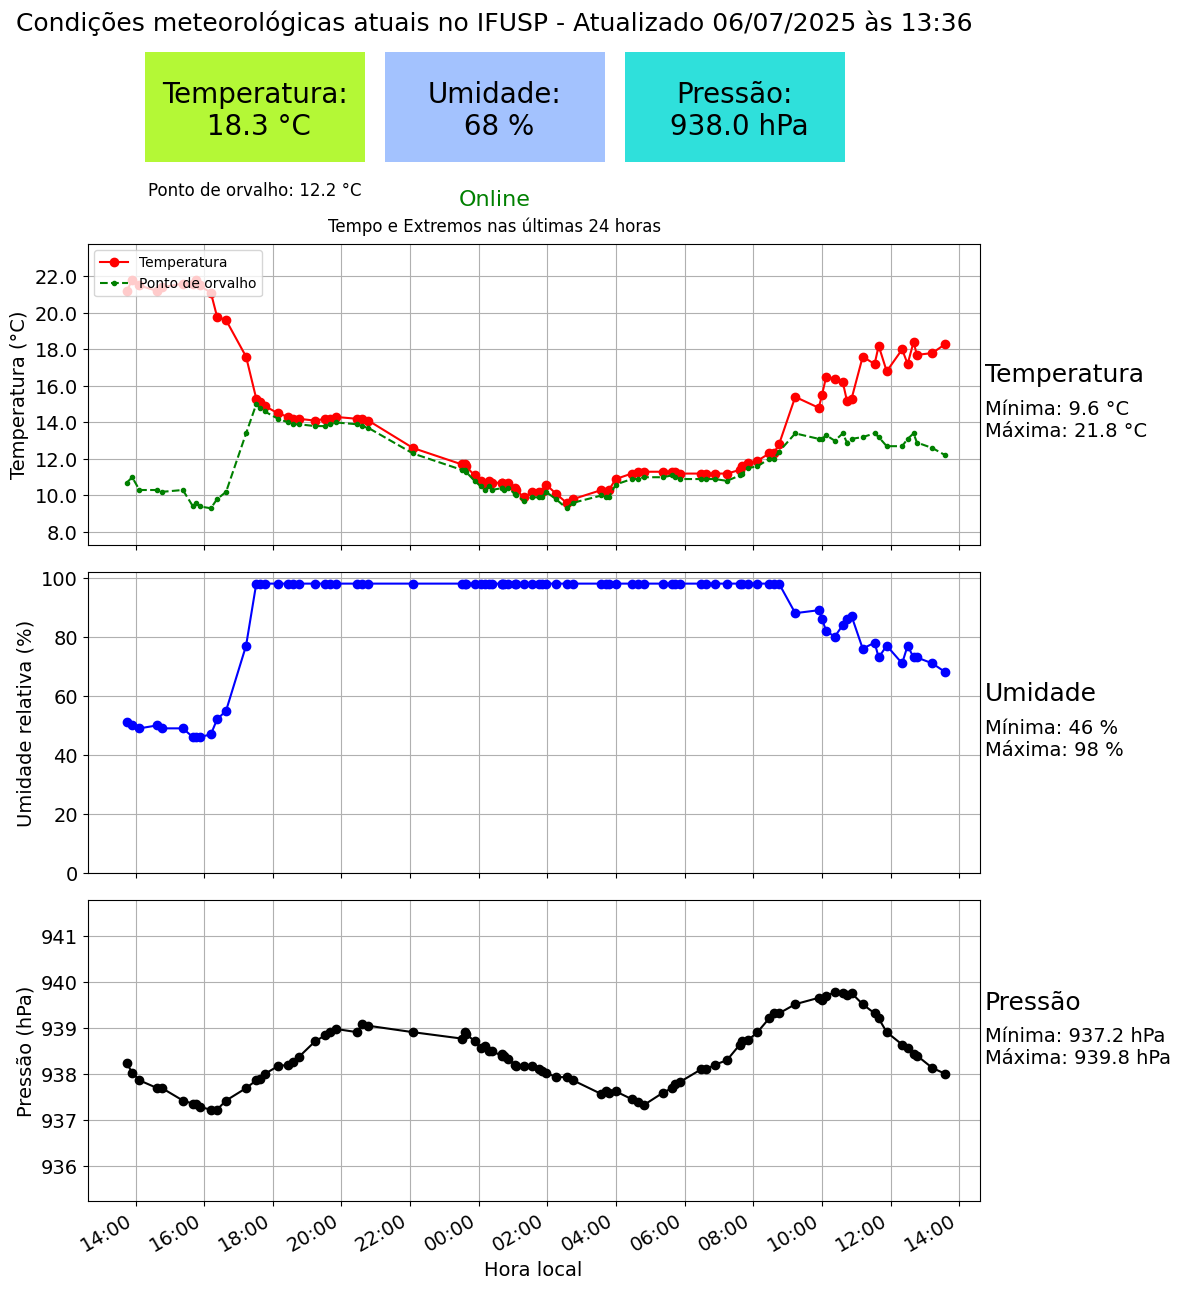 Condições meteorológicas atuais no IFUSP - Atualizado 06/07/2025 às 13:36
Temperatura:
18.3 °C
Umidade:
68 %
Pressão:
938.0 hPa
Ponto de orvalho: 12.2 °C
Online
Tempo e Extremos nas últimas 24 horas
Temperatura
Ponto de orvalho
Temperatura (°C)
22.0
20.0
18.0
16.0
14.0
12.0
10.0
8.0
Temperatura
Mínima: 9.6 °C
Máxima: 21.8 °C
Umidade relativa (%)
100
80
60
40
20
0
Umidade
Mínima: 46 %
Máxima: 98 %
Pressão (hPa)
941
940
939
938
937
936
Pressão
Mínima: 937.2 hPa
Máxima: 939.8 hPa
14:00
16:00
18:00
20:00
22:00
00:00
02:00
04:00
06:00
08:00
10:00
12:00
14:00
Hora local